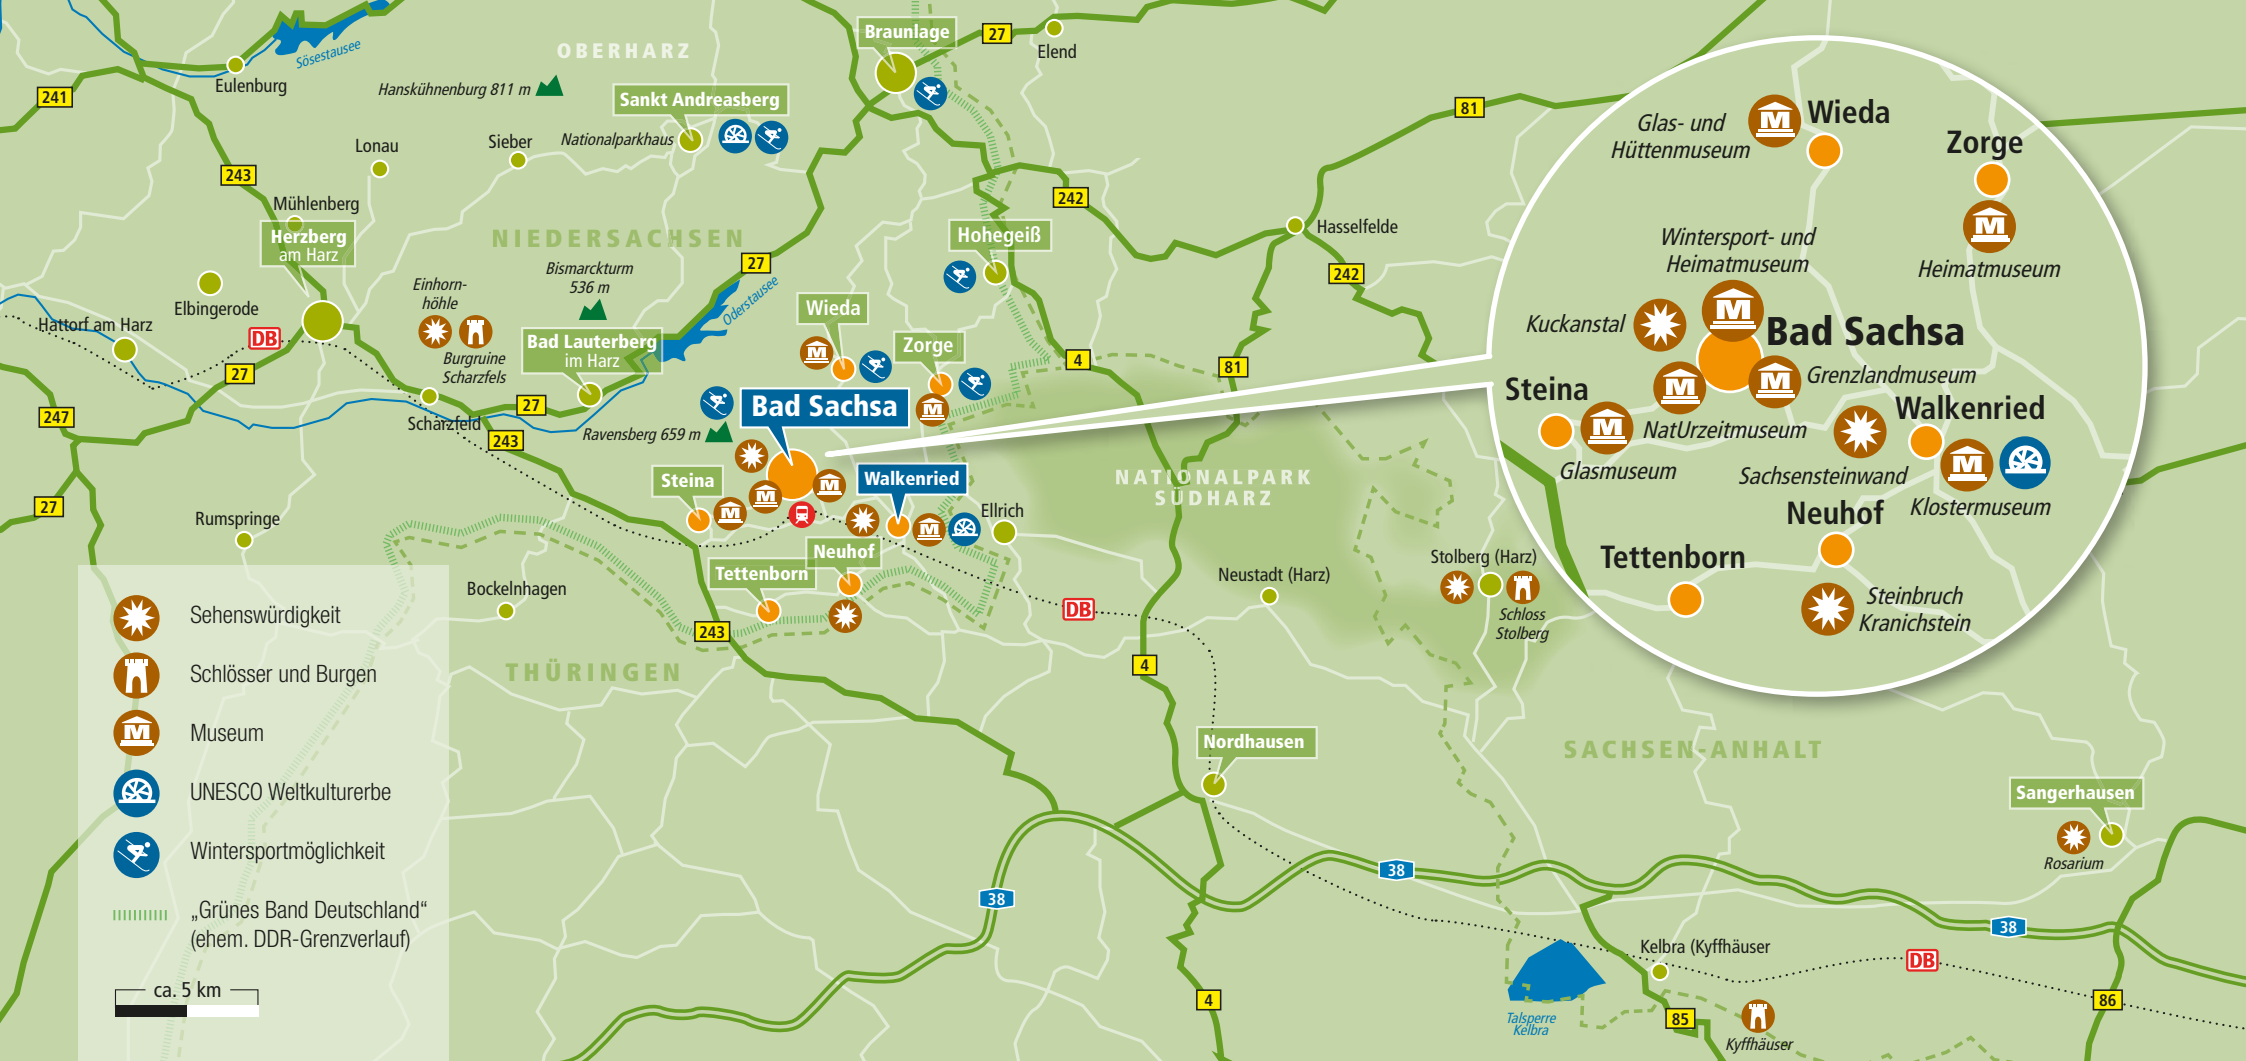 Sösestausee
Eulenburg
OBERHARZ
Hanskühnenburg 811 m
Braunlage
27
Elend
241
Sankt Andreasberg
Nationalparkhaus
81
Lonau
Sieber
243
Mühlenberg
Herzberg
am Harz
242
Hasselfelde
NIEDERSACHSEN
Hohegeiß
27
242
Bismarckturm
536 m
Einhorn-
höhle
Oderstausee
Elbingerode
Hattorf am Harz
DB
Burgruine
Scharzfels
Bad Lauterberg
im Harz
Wieda
M
Zorge
M
4
81
27
247
Scharzfeld
27
243
Ravensberg 659 m
Bad Sachsa
M
M
Steina
M
Walkenried
M
Ellrich
NATIONALPARK
SÜDHARZ
27
Rumspringe
Neuhof
Tettenborn
Bockelnhagen
243
DB
Neustadt (Harz)
Stolberg (Harz)
Schloss
Stolberg
THÜRINGEN
4
Nordhausen
SACHSEN-ANHALT
Sangerhausen
Rosarium
38
38
38
Kelbra (Kyffhäuser
DB
Talsperre
Kelbra
4
85
86
Kyffhäuser
Glas- und
Hüttenmuseum
M
Wieda
Zorge
M
Heimatmuseum
Wintersport- und
Heimatmuseum
M
Kuckanstal
Bad Sachsa
M
M
Grenzlandmuseum
Steina
M
NatUrzeitmuseum
Glasmuseum
Walkenried
Sachsensteinwand
M
Klostermuseum
Neuhof
Tettenborn
Steinbruch
Kranichstein
Sehenswürdigkeit
Schlösser und Burgen
M
Museum
UNESCO Weltkulturerbe
Wintersportmöglichkeit
„Grünes Band Deutschland“
(ehem. DDR-Grenzverlauf)
ca. 5 km